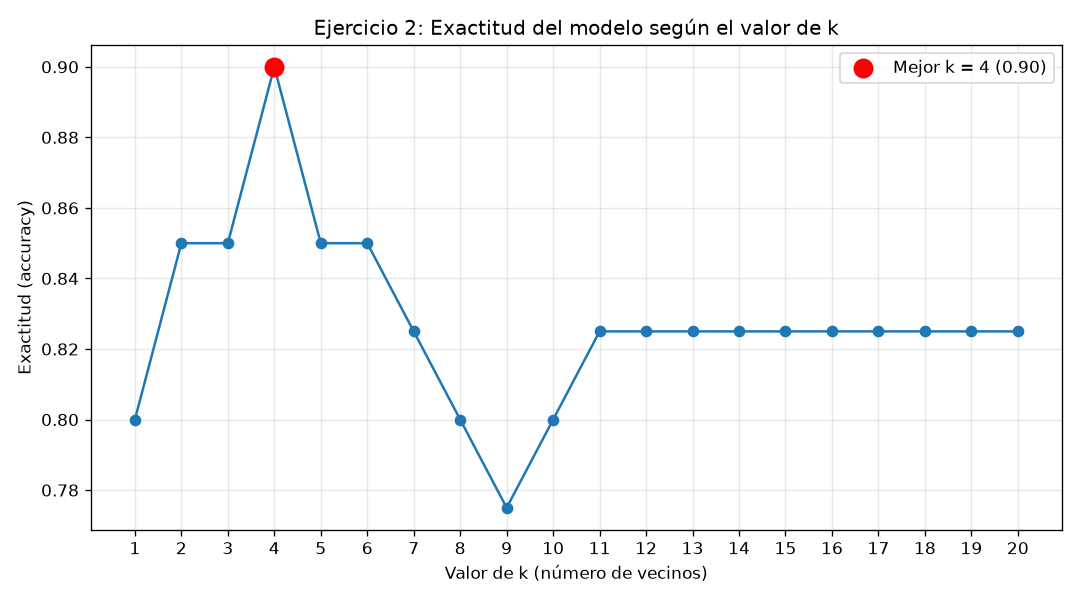 Ejercicio 2: Exactitud del modelo según el valor de k
Mejor k = 4 (0.90)
Exactitud (accuracy)
0.90
0.88
0.86
0.84
0.82
0.80
0.78
1 2 3 4 5 6 7 8 9 10 11 12 13 14 15 16 17 18 19 20
Valor de k (número de vecinos)